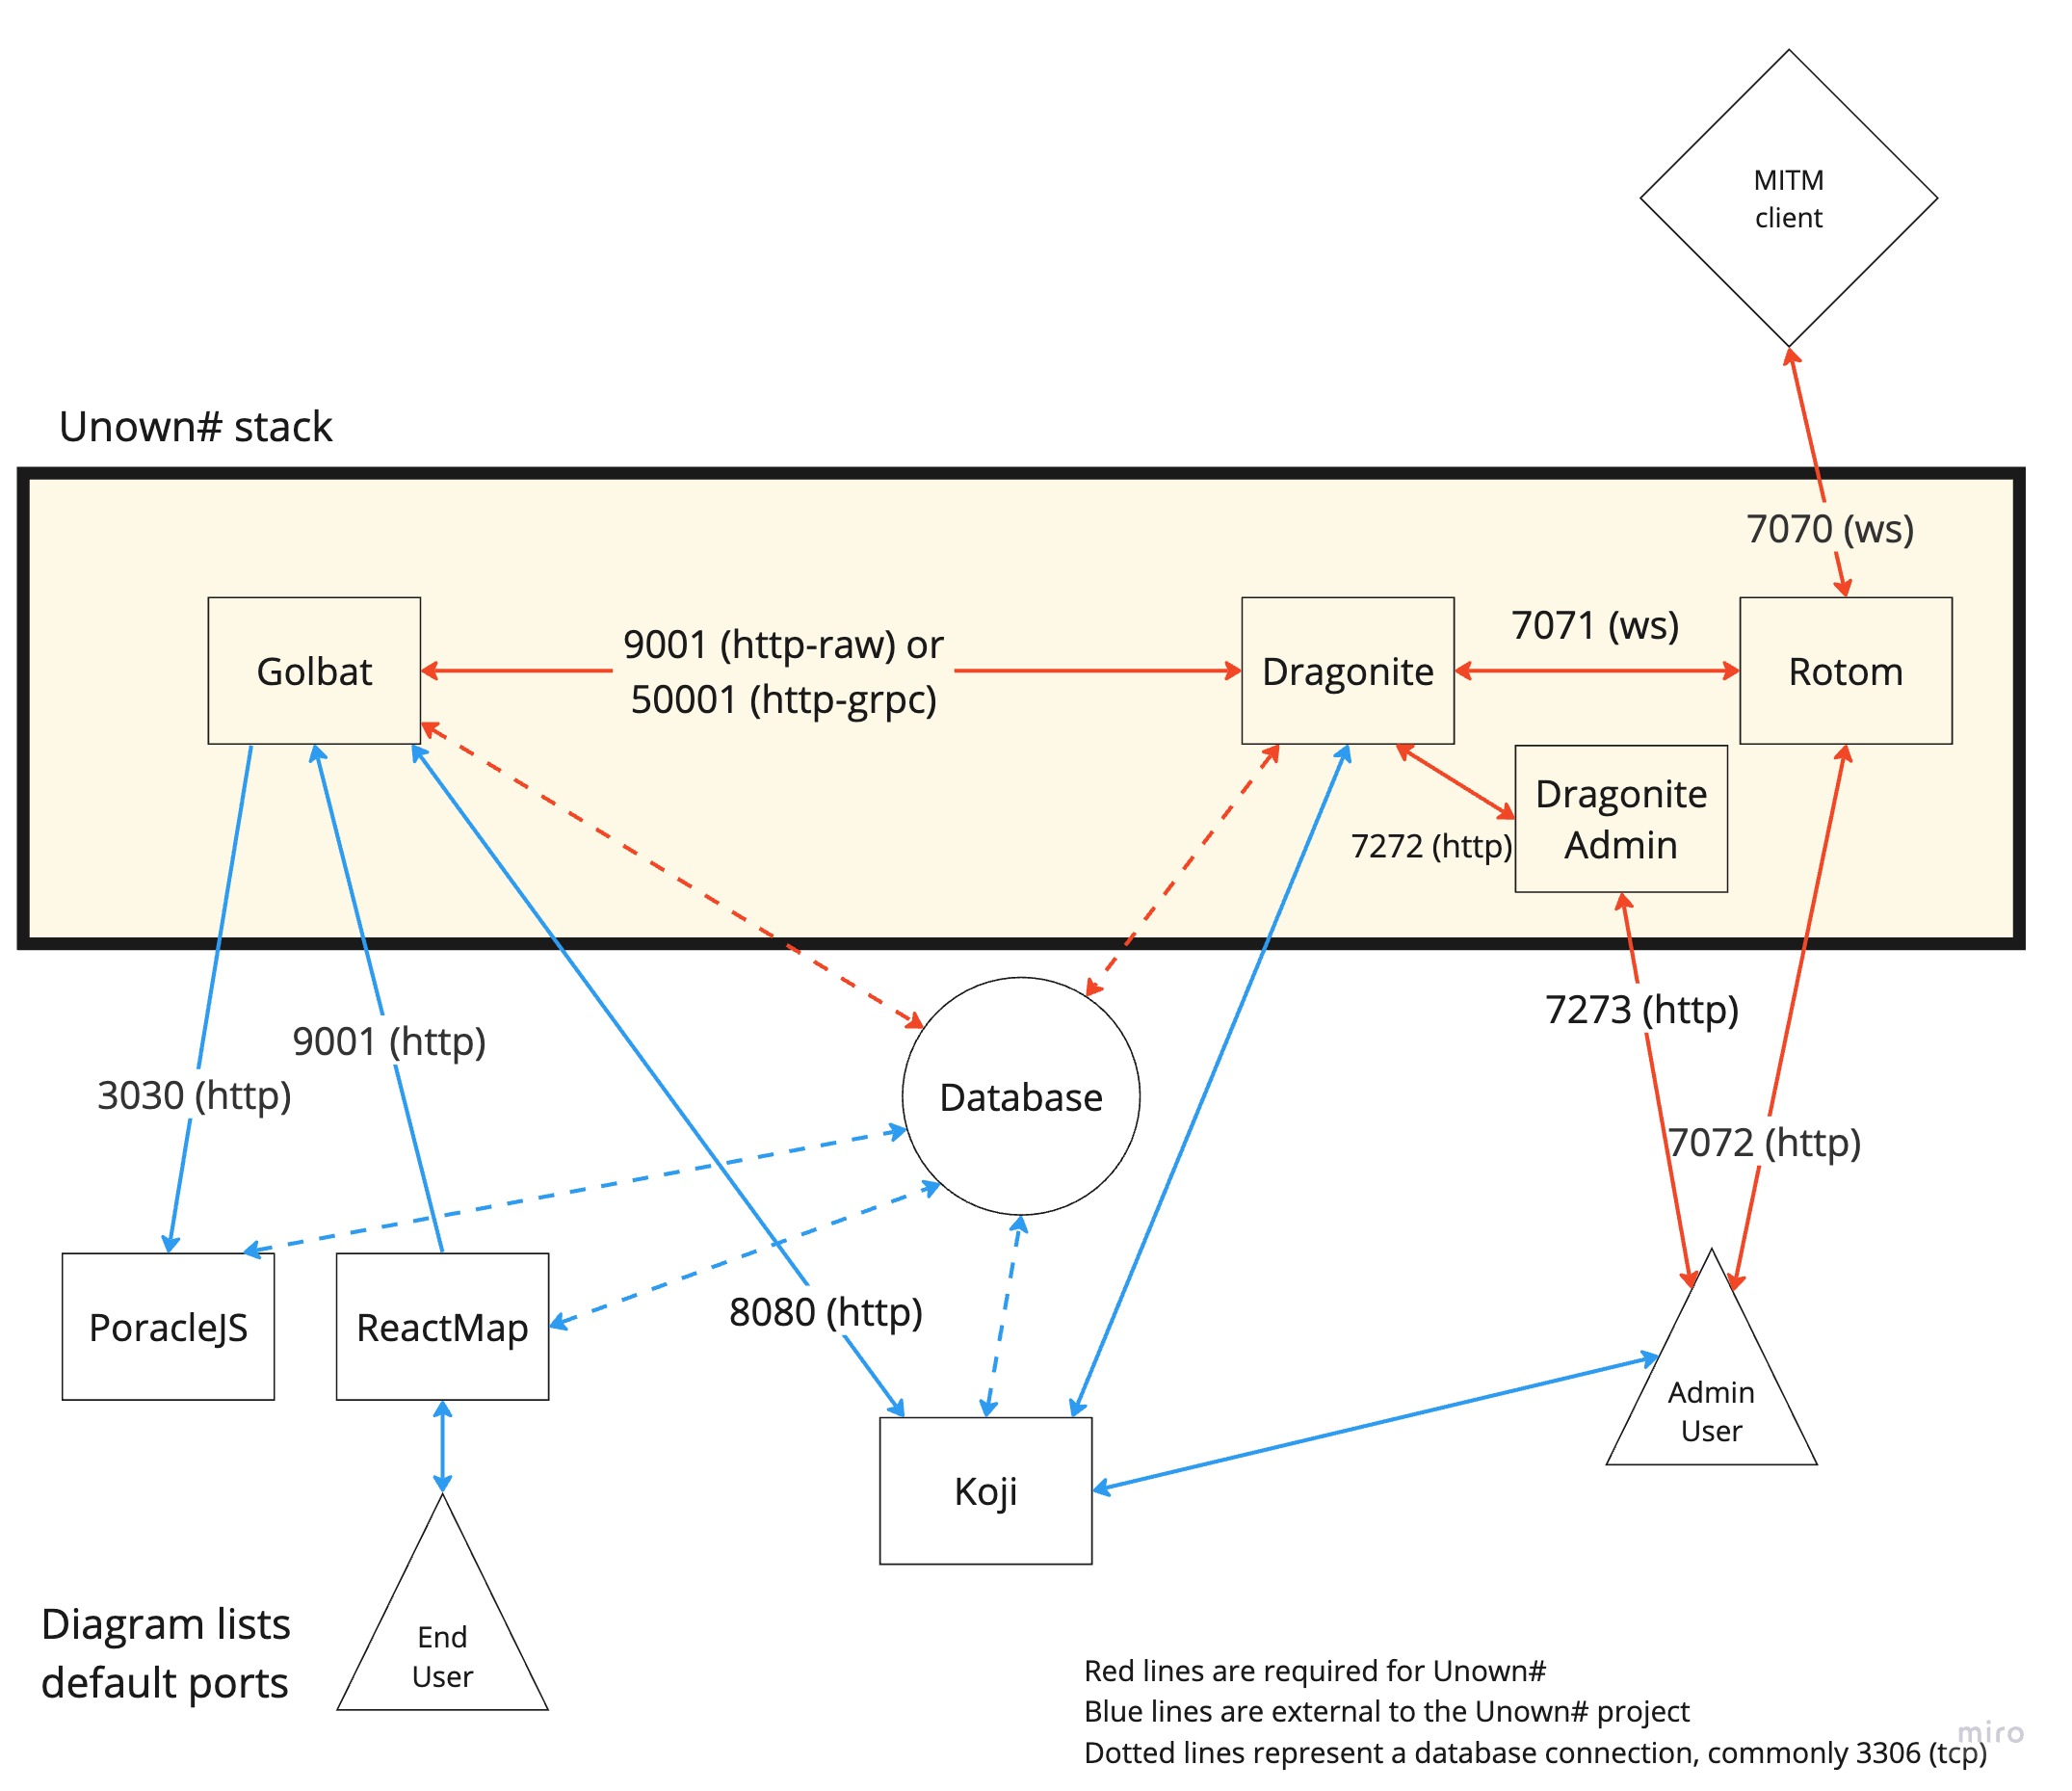 MITM
client
Unown# stack
7070 (ws)
Golbat
9001 (http-raw) or
50001 (http-grpc)
Dragonite
7071 (ws)
Rotom
Dragonite
Admin
7272 (http)
7273 (http)
9001 (http)
3030 (http)
Database
7072 (http)
PoracleJS
ReactMap
8080 (http)
Admin
User
Koji
End
User
Diagram lists
default ports
Red lines are required for Unown#
Blue lines are external to the Unown# project
Dotted lines represent a database connection, commonly 3306 (tcp)
miro